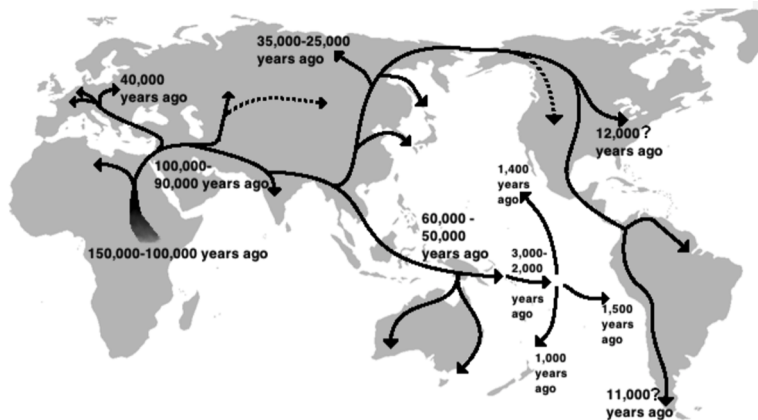 35,000-25,000
years ago
40,000
years ago
12,000?
years ago
100,000-
90,000 years ago
1,400
years
ago
60,000 -
50,000
years ago
150,000-100,000 years ago
3,000-
2,000
years
ago
1,500
years
ago
1,000
years
ago
11,000?
years ago